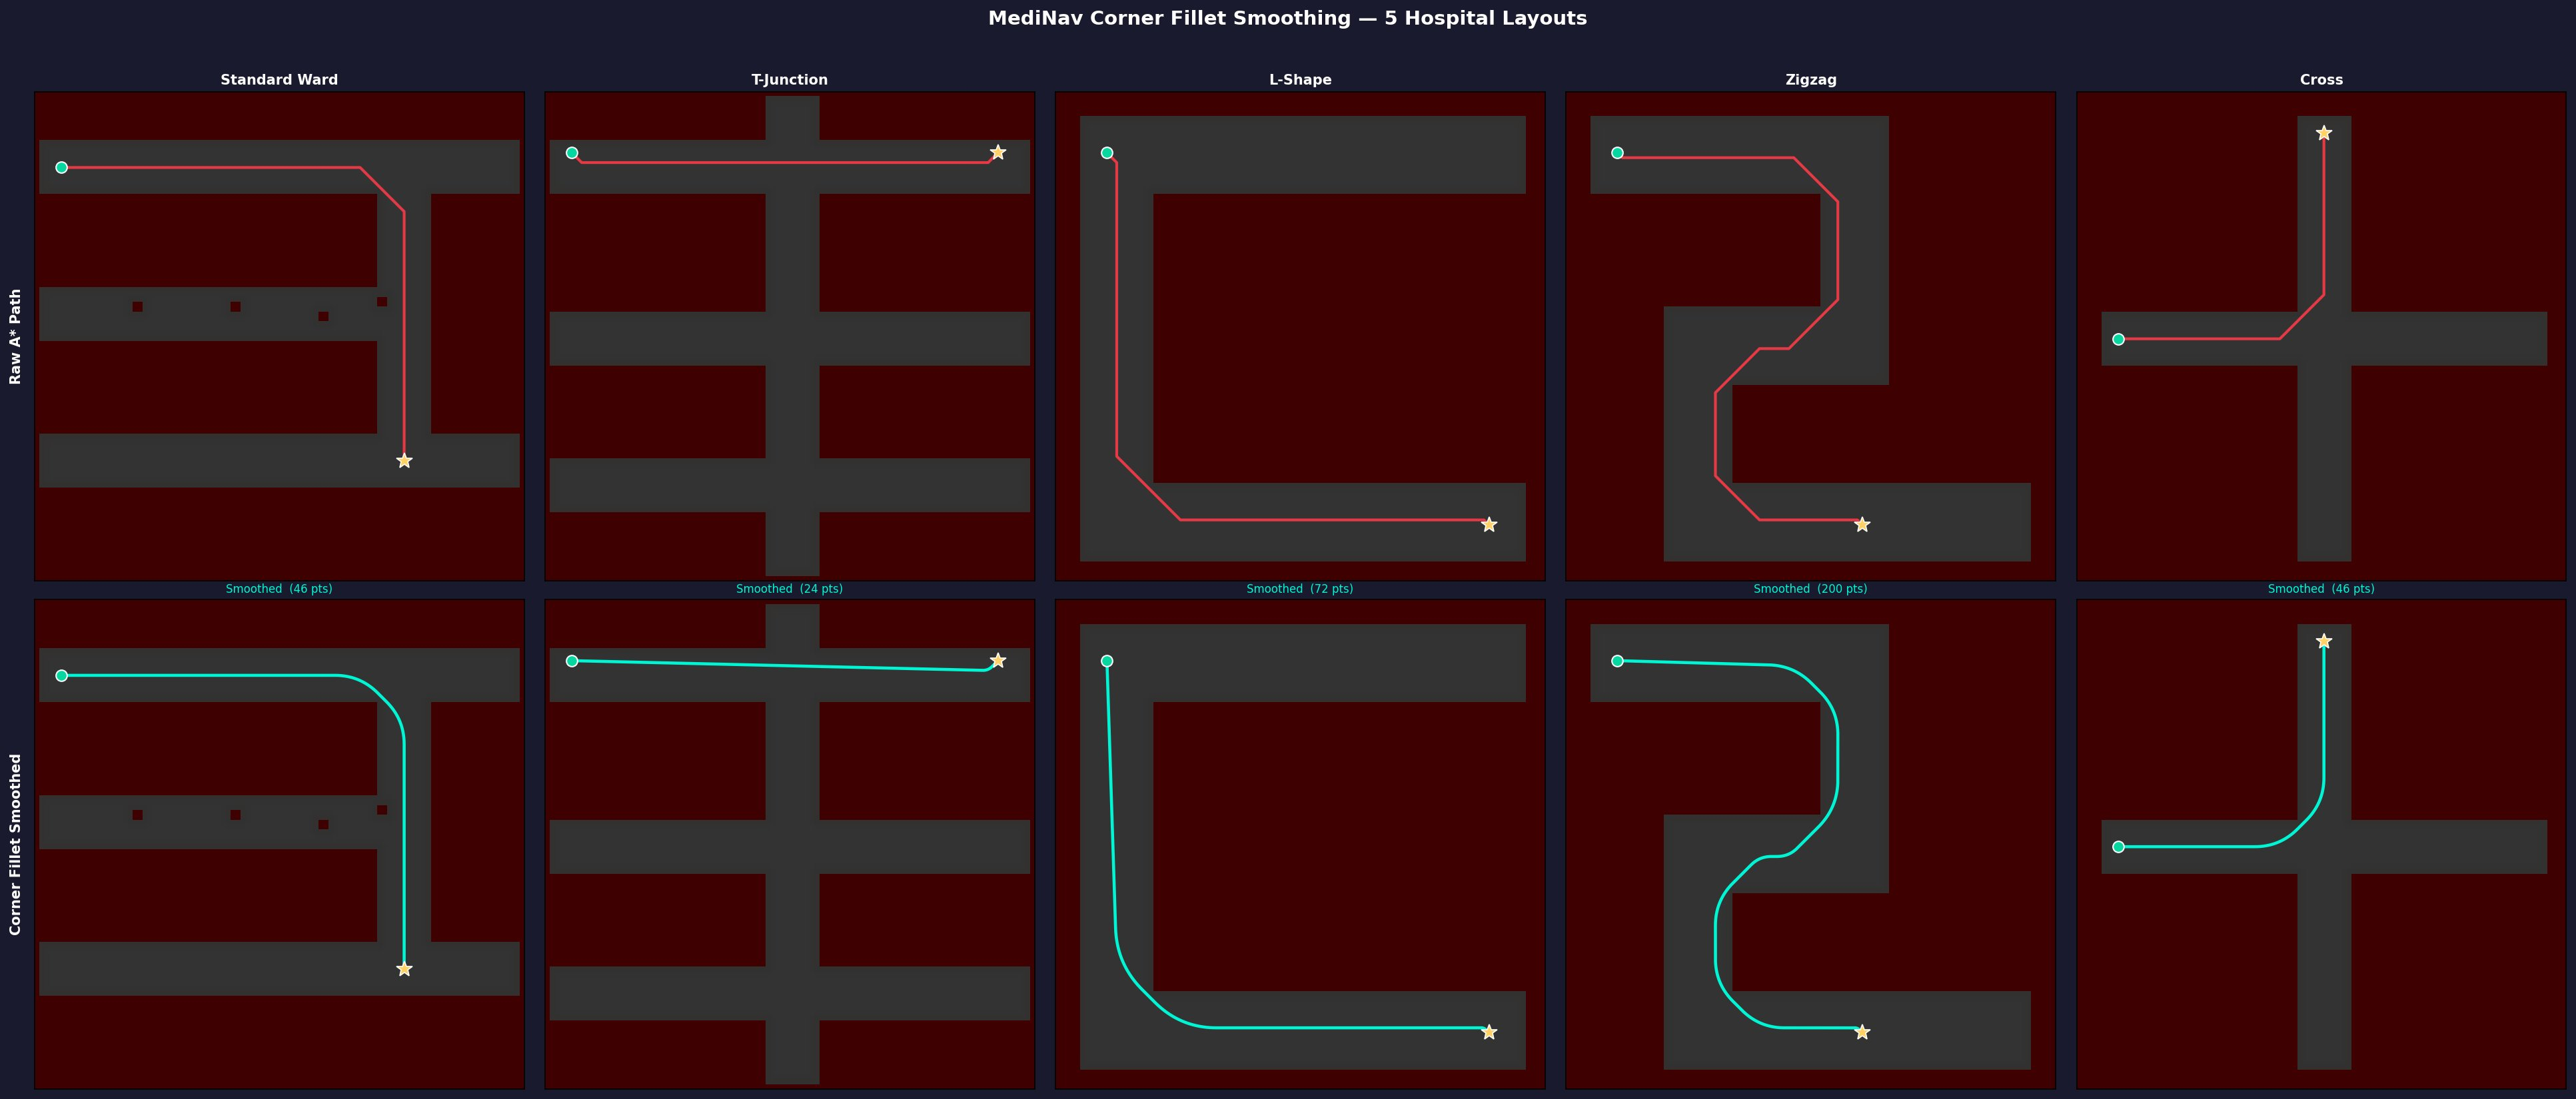 MediNav Corner Fillet Smoothing — 5 Hospital Layouts
Standard Ward
T-Junction
L-Shape
Zigzag
Cross
Raw A* Path
Smoothed (46 pts)
Smoothed (24 pts)
Smoothed (72 pts)
Smoothed (200 pts)
Smoothed (46 pts)
Corner Fillet Smoothed